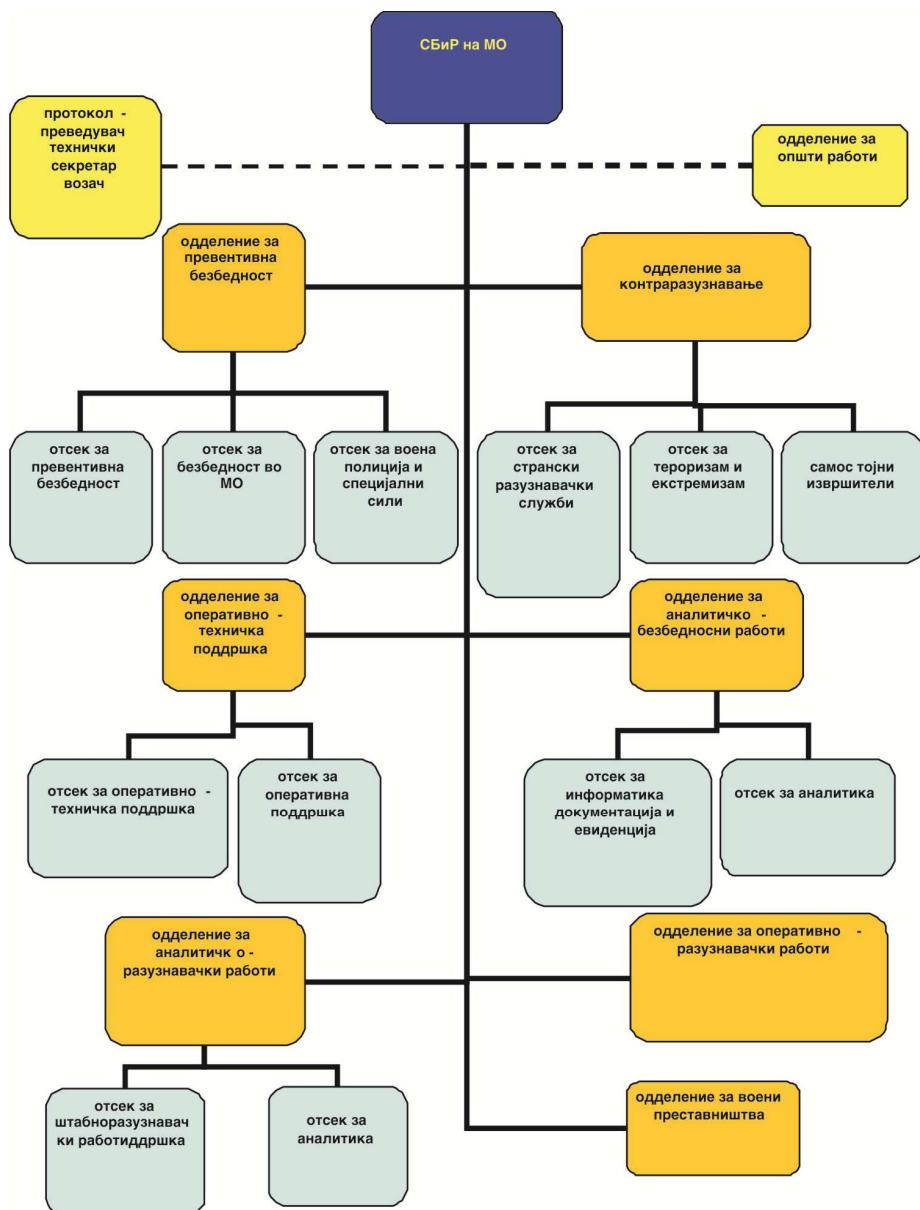 СБиР на МО
протокол -
преведувач
технички
секретар
возач
одделение за
општи работи
одделение за
превентивна
безбедност
одделение за
контраразузнавање
отсек за
превентивна
безбедност
отсек за
безбедност во
МО
отсек за воена
полиција и
специјални
сили
отсек за
странски
разузнавачки
служби
отсек за
тероризам и
екстремизам
самос тојни
извршители
одделение за
оперативно -
техничка
поддршка
одделение за
аналитичко -
безбедносни работи
отсек за оперативно -
техничка поддршка
отсек за
оперативна
поддршка
отсек за
информатика
документација и
евиденција
отсек за аналитика
одделение за
аналитичк о -
разузнавачки работи
одделение за оперативно -
разузнавачки работи
отсек за
штабноразузнавач
ки работиддршка
отсек за
аналитика
одделение за воени
преставништва